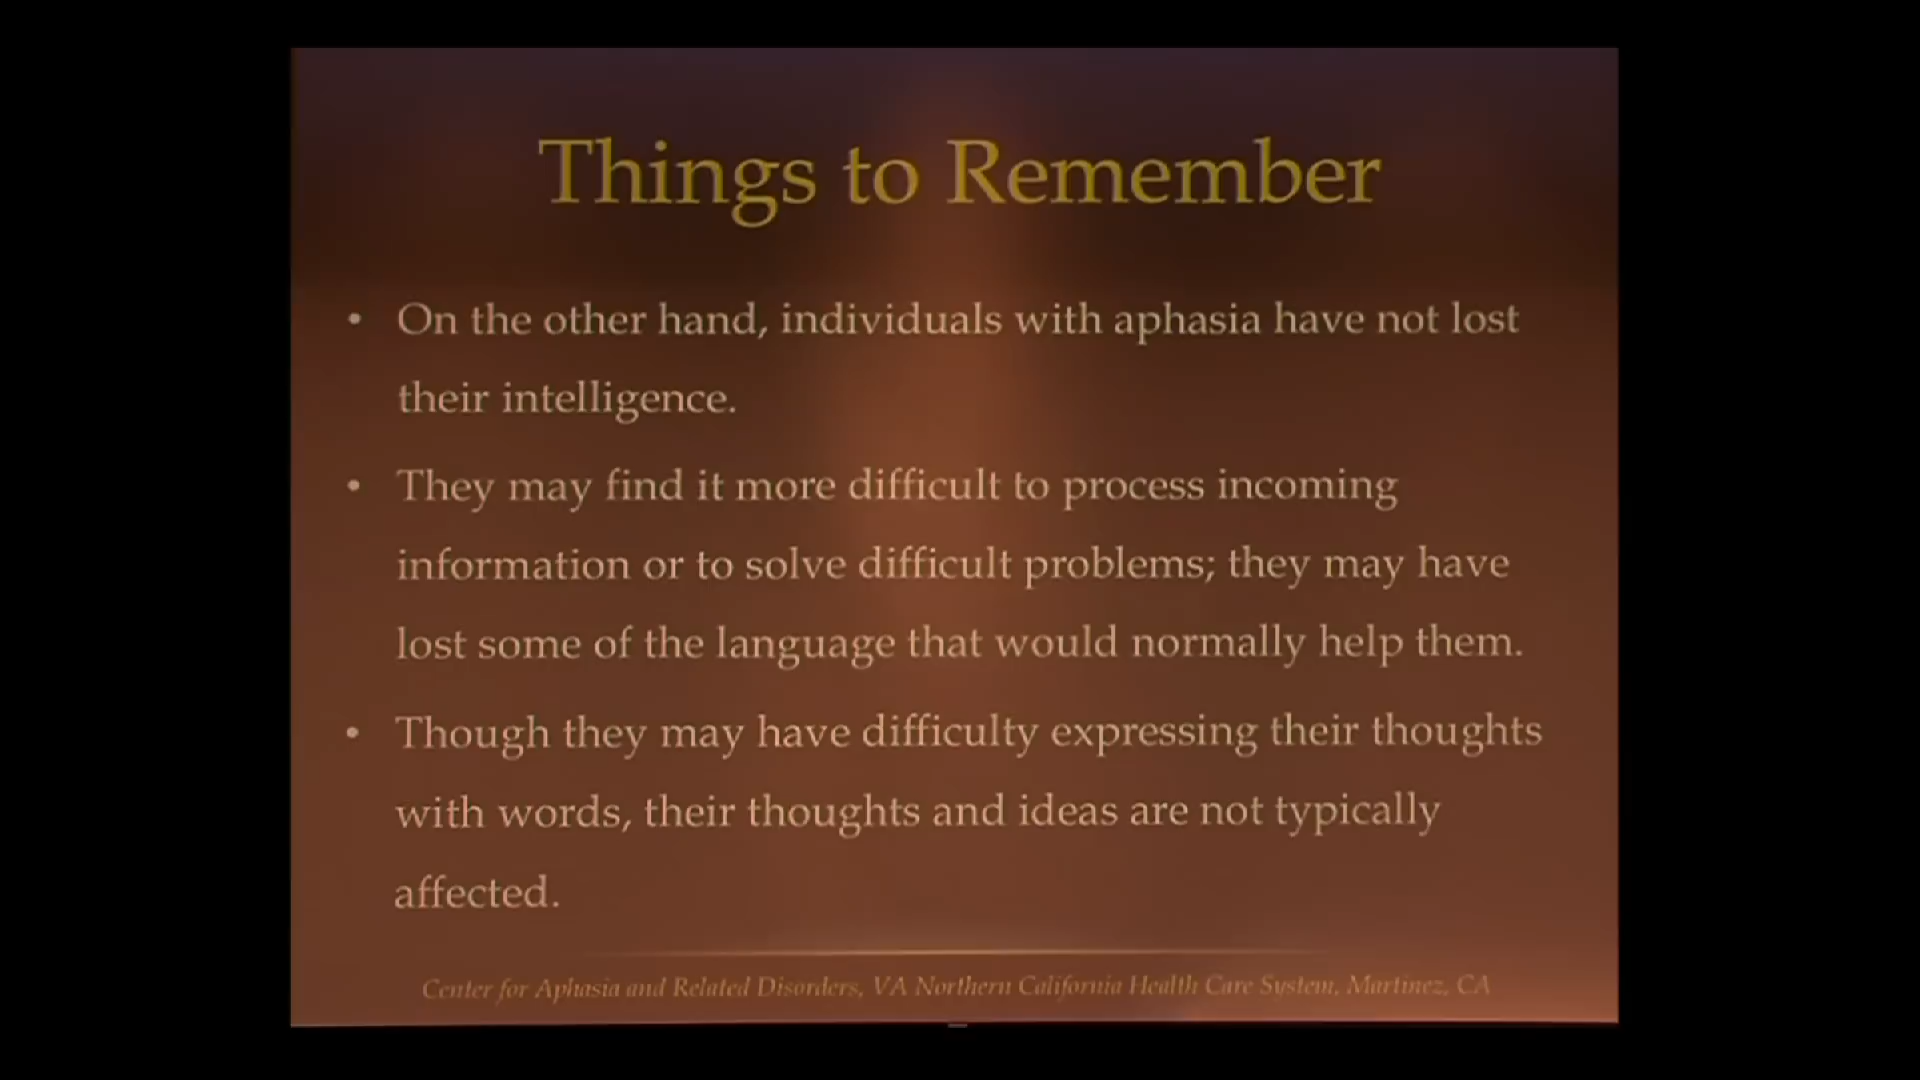 Things to Remember
• On the other hand, individuals with aphasia have not lost
their intelligence.
• They may find it more difficult to process incoming
information or to solve difficult problems; they may have
lost some of the language that would normally help them.
• Though they may have difficulty expressing their thoughts
with words, their thoughts and ideas are not typically
affected.
Center for Aphasia and Related Disorders, VA Northern California Health Care System, Martinez, CA